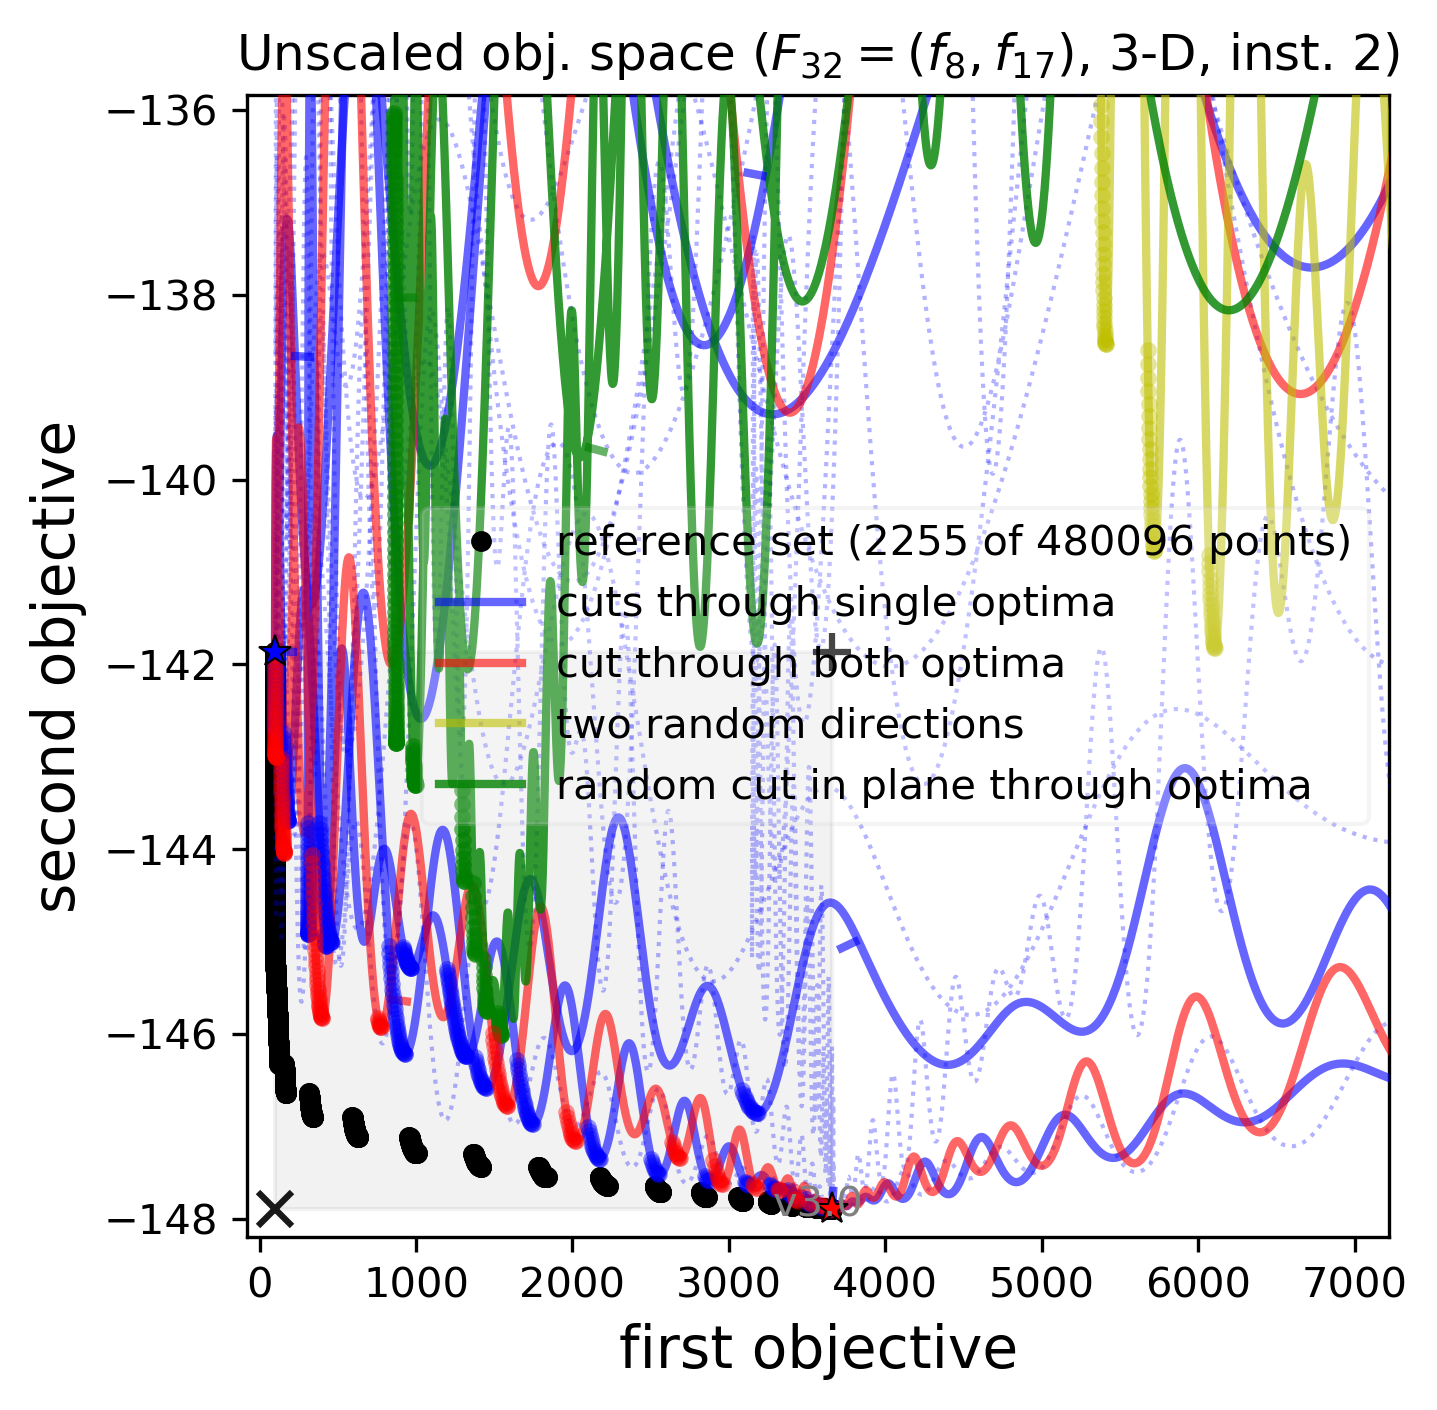 Unscaled obj. space (F₃₂ = (f₈, f₁₇), 3-D, inst. 2)
second objective
−136
−138
−140
−142
−144
−146
−148
reference set (2255 of 480096 points)
cuts through single optima
cut through both optima
two random directions
random cut in plane through optima
v3.0
0 1000 2000 3000 4000 5000 6000 7000
first objective